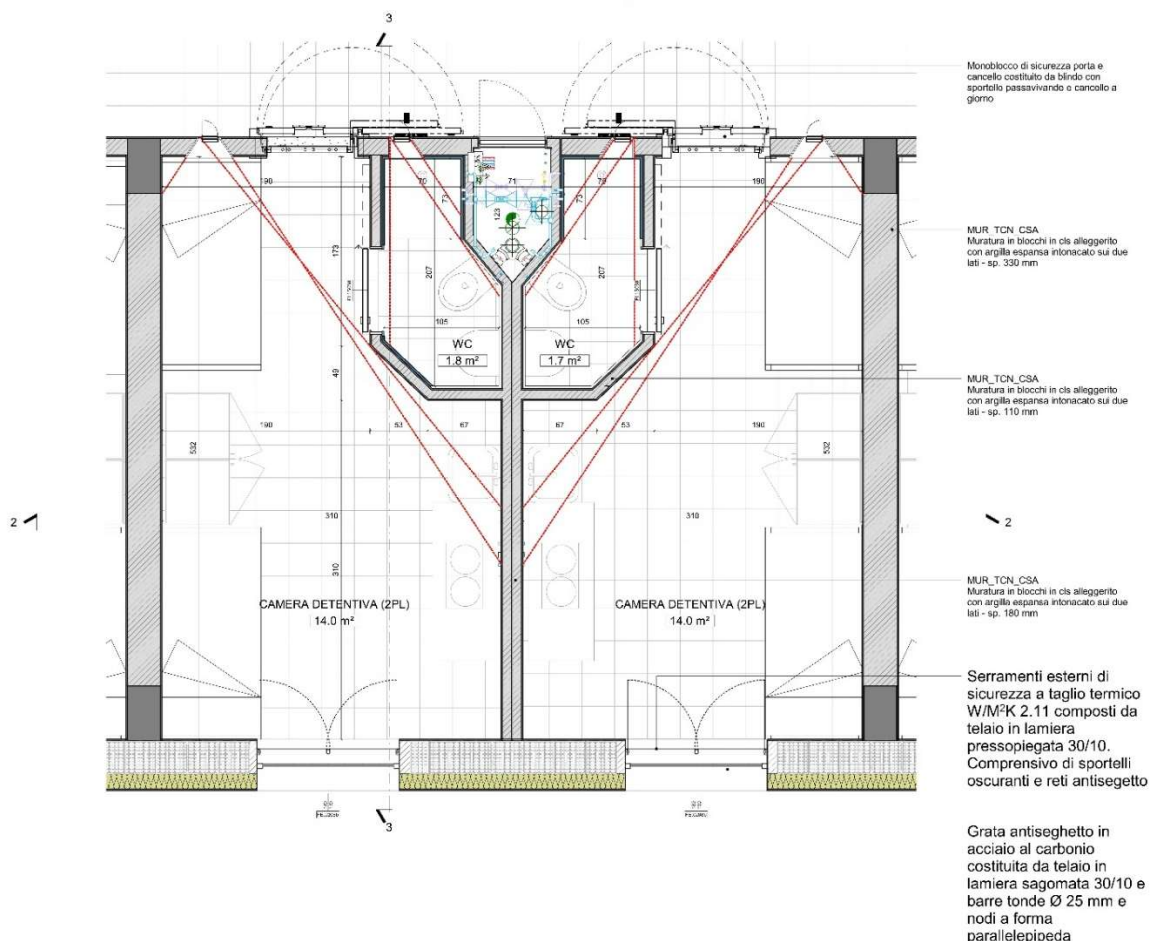 3
Monoblocco di sicurezza porta e
cancello costituito da blindo con
sportello passavivando e cancello a
giorno
190
70
71
70
190
73
123
73
MUR_TCN_CSA
Muratura in blocchi in cls alleggerito
con argilla espansa intonacato sui due
lati - sp. 330 mm
173
207
207
105
105
WC
1.8 m²
WC
1.7 m²
49
MUR_TCN_CSA
Muratura in blocchi in cls alleggerito
con argilla espansa intonacato sui due
lati - sp. 110 mm
190
53
67
67
53
190
532
532
2
310
310
2
310
MUR_TCN_CSA
Muratura in blocchi in cls alleggerito
con argilla espansa intonacato sui due
lati - sp. 180 mm
CAMERA DETENTIVA (2PL)
14.0 m²
CAMERA DETENTIVA (2PL)
14.0 m²
Serramenti esterni di
sicurezza a taglio termico
W/M²K 2.11 composti da
telaio in lamiera
pressopiegata 30/10.
Comprensivo di sportelli
oscuranti e reti antisegetto
3
Grata antiseghetto in
acciaio al carbonio
costituita da telaio in
lamiera sagomata 30/10 e
barre tonde Ø 25 mm e
nodi a forma
parallelepipeda